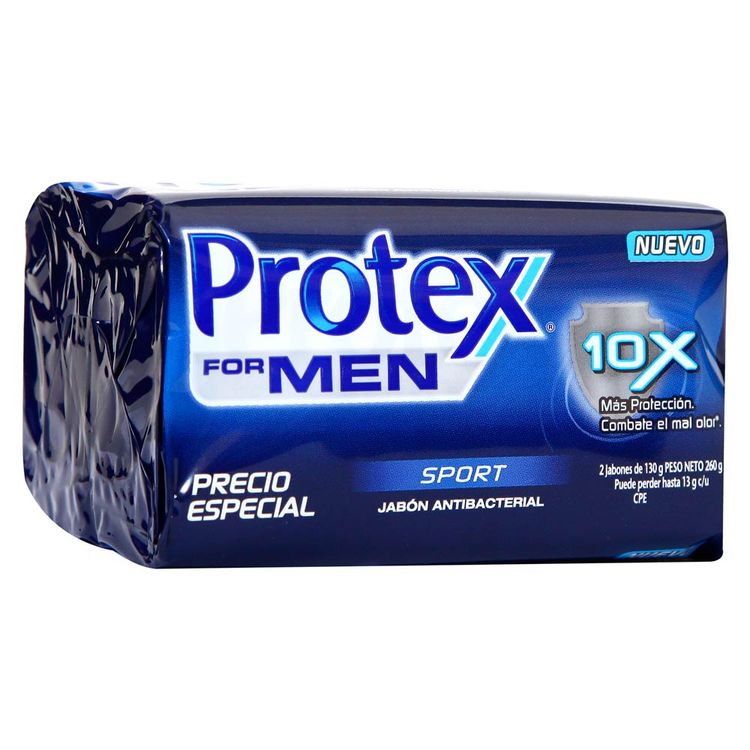 NUEVO
Protex®
FOR MEN
10X
Más Protección.
Combate el mal olor*.
PRECIO
ESPECIAL
SPORT
JABÓN ANTIBACTERIAL
2 Jabones de 130 g PESO NETO 260 g
Puede perder hasta 13 g c/u
CPE
NUEVO